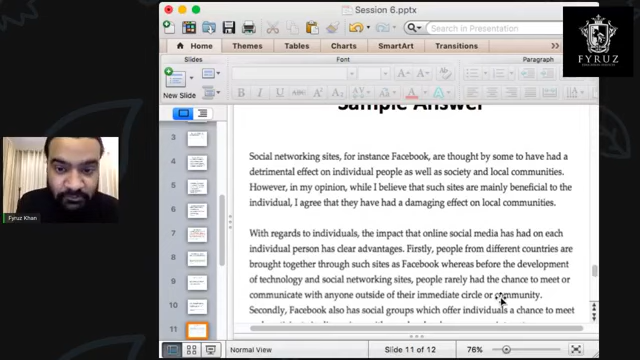 Session 6.pptx
Search in Presentation
Home
Themes
Tables
Charts
SmartArt
Transitions
Slides
Font
Paragraph
New Slide
B I U
FYRUZ
Fyruz Khan
3
4
5
6
7
8
9
10
11
Sample Answer
Social networking sites, for instance Facebook, are thought by some to have had a
detrimental effect on individual people as well as society and local communities.
However, in my opinion, while I believe that such sites are mainly beneficial to the
individual, I agree that they have had a damaging effect on local communities.
With regards to individuals, the impact that online social media has had on each
individual person has clear advantages. Firstly, people from different countries are
brought together through such sites as Facebook whereas before the development
of technology and social networking sites, people rarely had the chance to meet or
communicate with anyone outside of their immediate circle or community.
Secondly, Facebook also has social groups which offer individuals a chance to meet
Normal View
Slide 11 of 12
76%